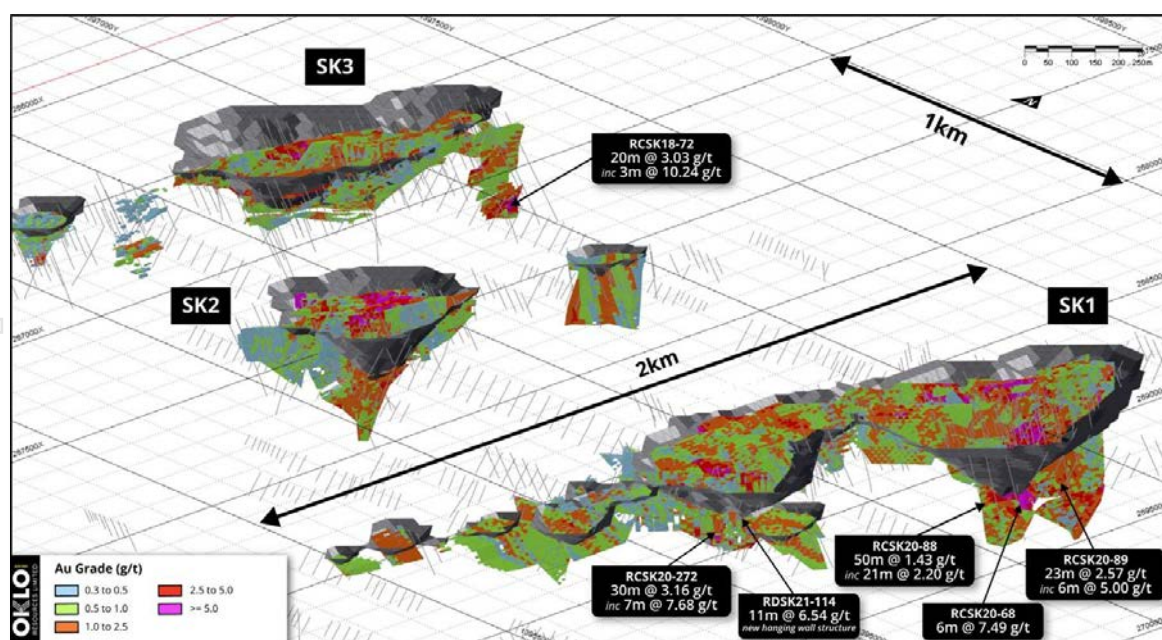 SK3
0 50 100 150 200 250m
N
1km
RCSK18-72
20m @ 3.03 g/t
inc 3m @ 10.24 g/t
SK2
SK1
2km
RCSK20-88
50m @ 1.43 g/t
inc 21m @ 2.20 g/t
RCSK20-89
23m @ 2.57 g/t
inc 6m @ 5.00 g/t
RCSK20-272
30m @ 3.16 g/t
inc 7m @ 7.68 g/t
RDSK21-114
11m @ 6.54 g/t
new hanging wall structure
RCSK20-68
6m @ 7.49 g/t
OKLO
RESOURCES LIMITED
Au Grade (g/t)
0.3 to 0.5
0.5 to 1.0
1.0 to 2.5
2.5 to 5.0
>= 5.0